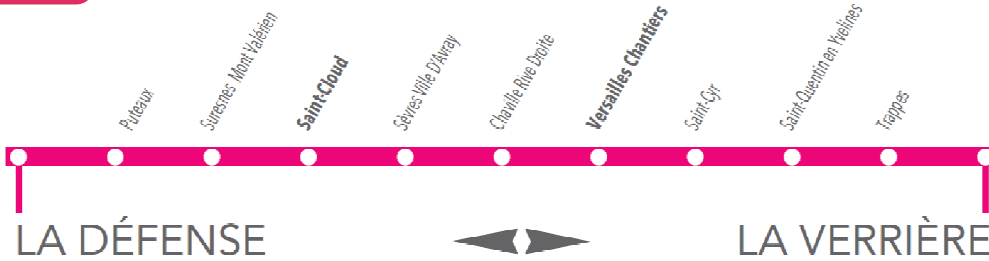 Puteaux
Suresnes Mont Valérien
Saint-Cloud
Sèvres Ville D'Avray
Chaville Rive Droite
Versailles Chantiers
Saint-Cyr
Saint-Quentin en Yvelines
Trappes
LA DÉFENSE
LA VERRIÈRE